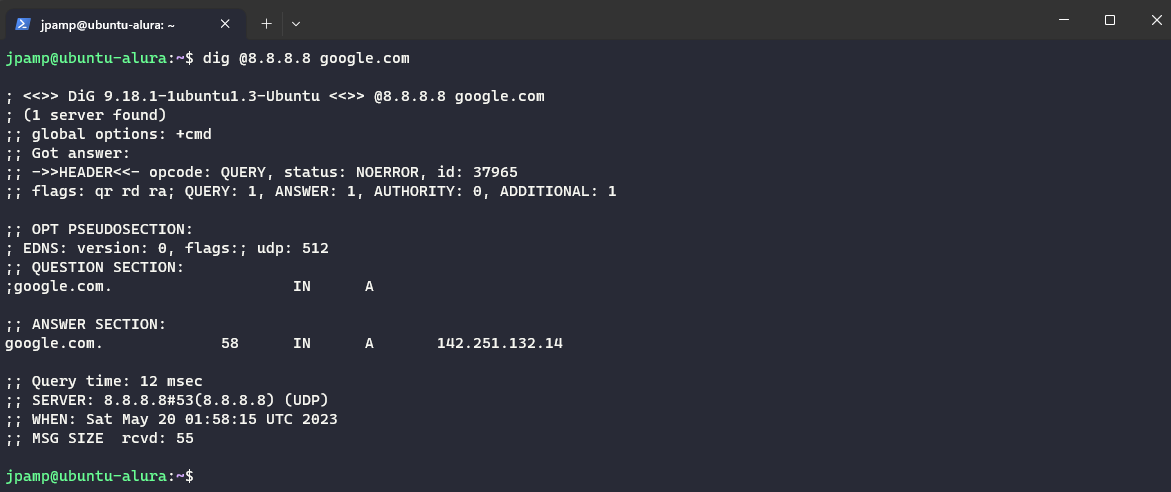 jpamp@ubuntu-alura: ~
jpamp@ubuntu-alura:~$ dig @8.8.8.8 google.com
; <<>> DiG 9.18.1-1ubuntu1.3-Ubuntu <<>> @8.8.8.8 google.com
; (1 server found)
;; global options: +cmd
;; Got answer:
;; ->>HEADER<<- opcode: QUERY, status: NOERROR, id: 37965
;; flags: qr rd ra; QUERY: 1, ANSWER: 1, AUTHORITY: 0, ADDITIONAL: 1
;; OPT PSEUDOSECTION:
; EDNS: version: 0, flags:; udp: 512
;; QUESTION SECTION:
;google.com. IN A
;; ANSWER SECTION:
google.com. 58 IN A 142.251.132.14
;; Query time: 12 msec
;; SERVER: 8.8.8.8#53(8.8.8.8) (UDP)
;; WHEN: Sat May 20 01:58:15 UTC 2023
;; MSG SIZE  rcvd: 55
jpamp@ubuntu-alura:~$